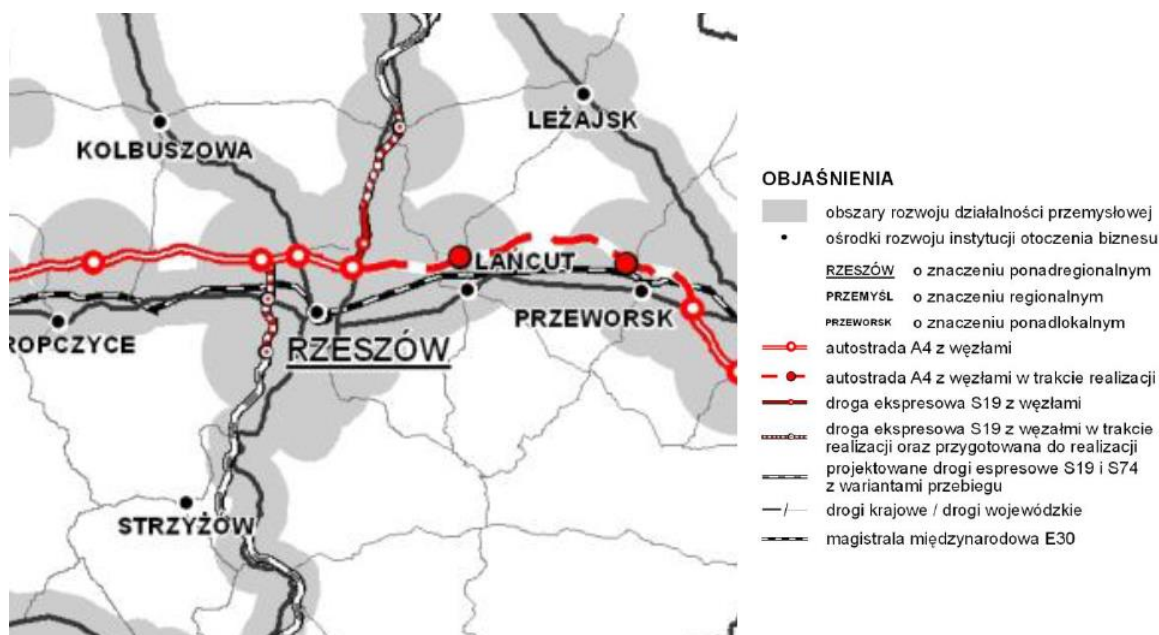 KOLBUSZOWA
LEŻAJSK
ŁAŃCUT
PRZEWORSK
ROPCZYCE
RZESZÓW
STRZYŻÓW
OBJAŚNIENIA
obszary rozwoju działalności przemysłowej
ośrodki rozwoju instytucji otoczenia biznesu
RZESZÓW o znaczeniu ponadregionalnym
PRZEMYŚL o znaczeniu regionalnym
PRZEWORSK o znaczeniu ponadlokalnym
autostrada A4 z węzłami
autostrada A4 z węzłami w trakcie realizacji
droga ekspresowa S19 z węzłami
droga ekspresowa S19 z węzałmi w trakcie
realizacji oraz przygotowana do realizacji
projektowane drogi espresowe S19 i S74
z wariantami przebiegu
drogi krajowe / drogi wojewódzkie
magistrala międzynarodowa E30